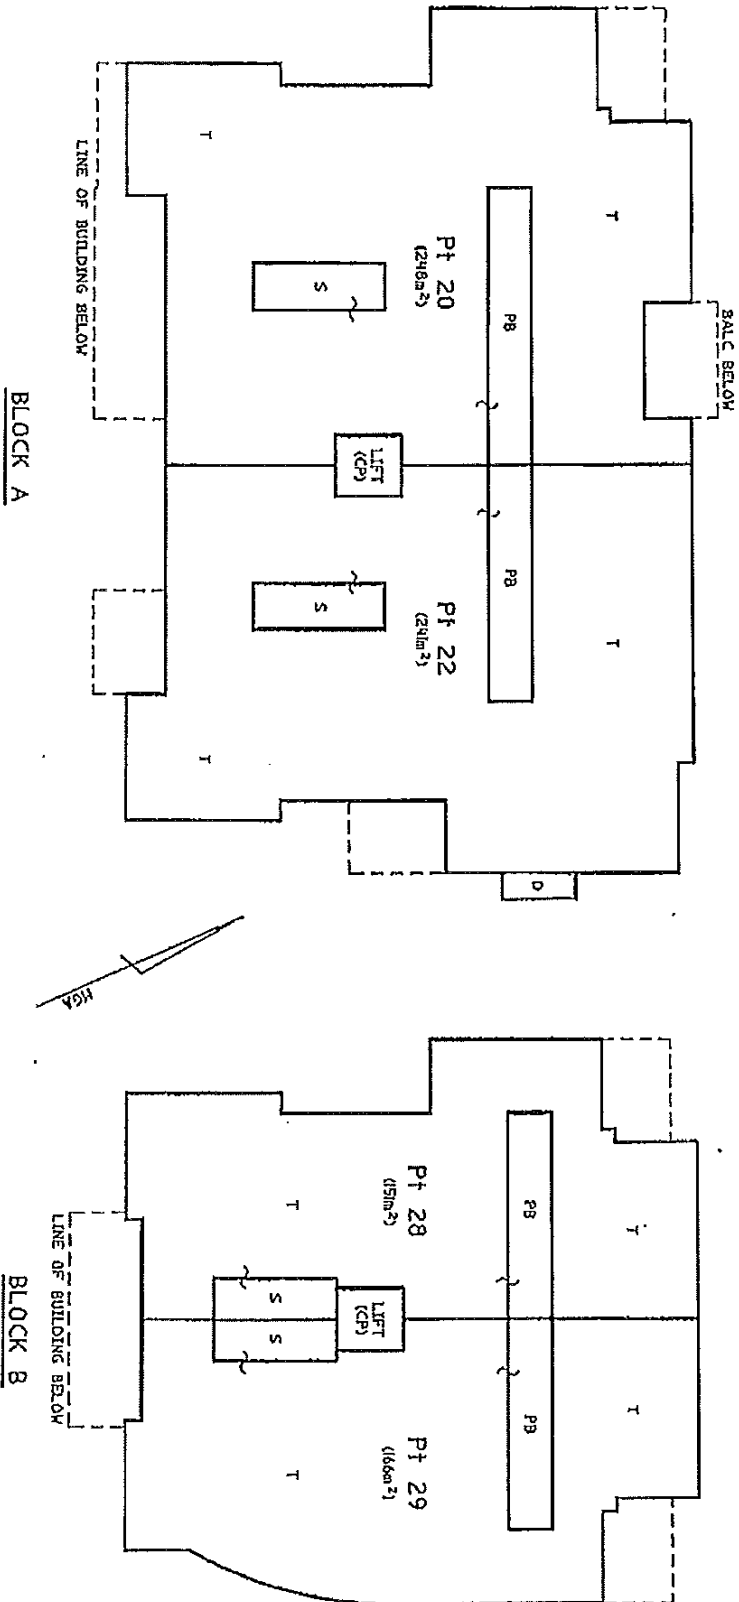 BALC BELOW
T
T
Pt 20
(248m²)
PB
S
LINE OF BUILDING BELOW
LIFT
(CP)
BLOCK A
PB
S
Pt 22
(241m²)
T
T
D
MGA
Pt 28
(151m²)
PB
T
T
S
S
LIFT
(CP)
LINE OF BUILDING BELOW
BLOCK B
T
PB
Pt 29
(166m²)
T